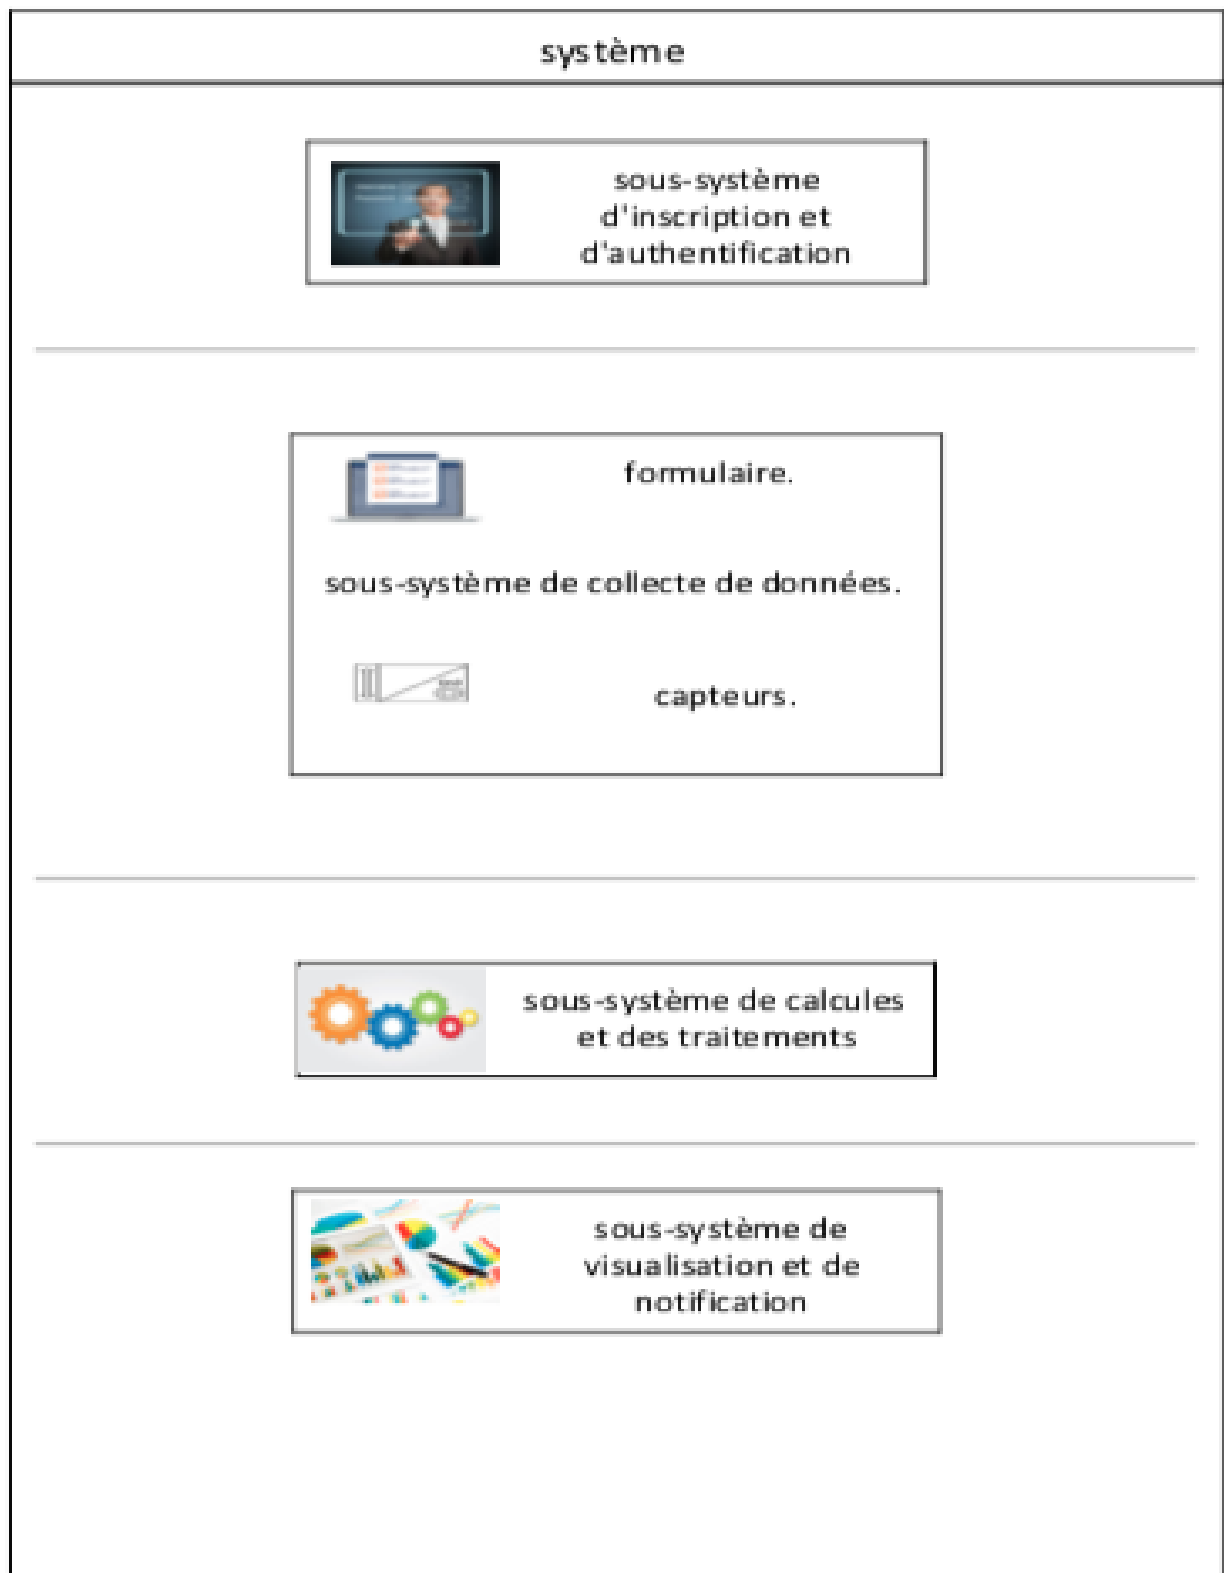 système
sous-système
d'inscription et
d'authentification
formulaire.
sous-système de collecte de données.
capteurs.
sous-système de calcules
et des traitements
sous-système de
visualisation et de
notification